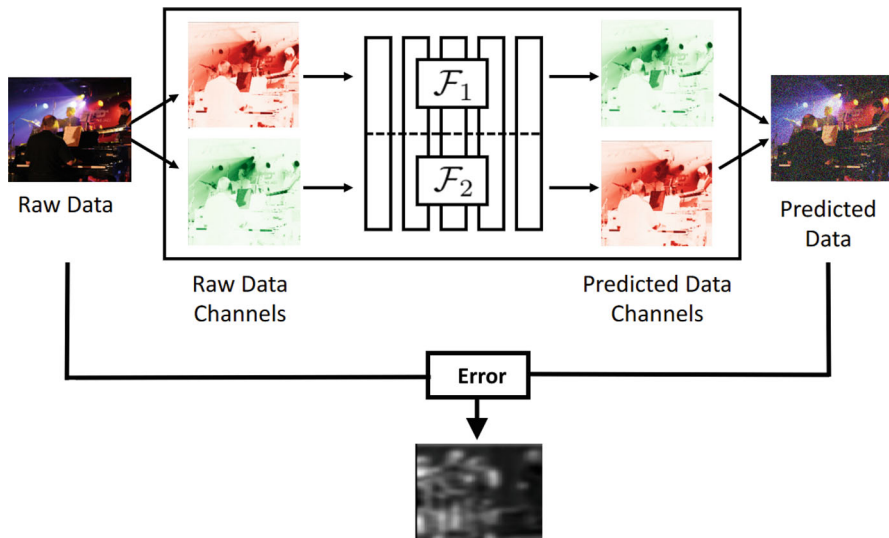 F₁
F₂
Raw Data
Predicted
Data
Raw Data
Channels
Predicted Data
Channels
Error